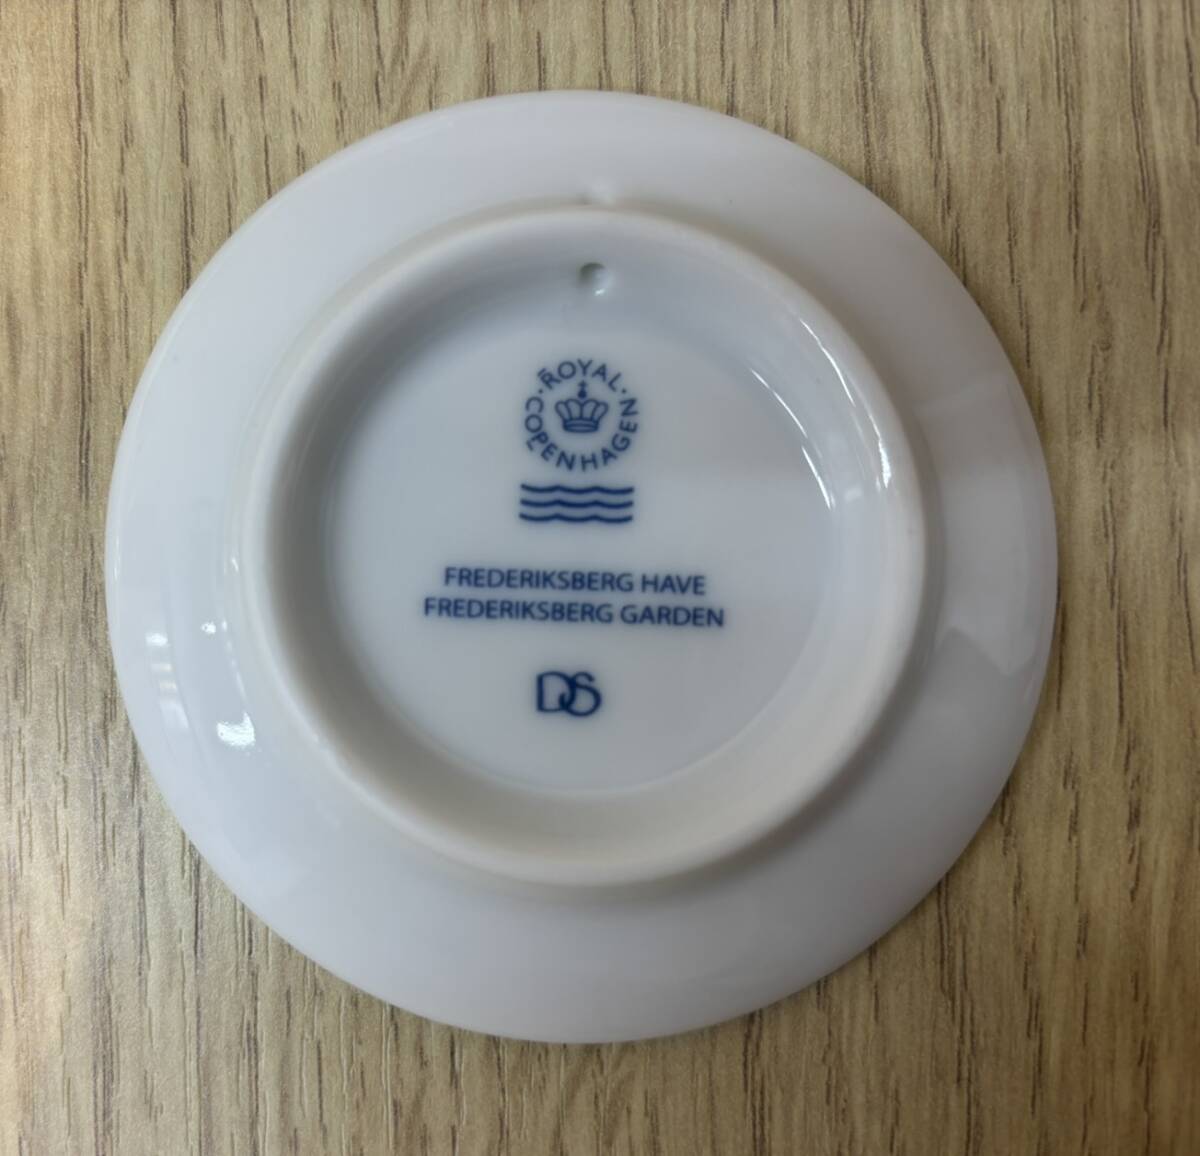 ROYAL
COPENHAGEN
FREDERIKSBERG HAVE
FREDERIKSBERG GARDEN
DS